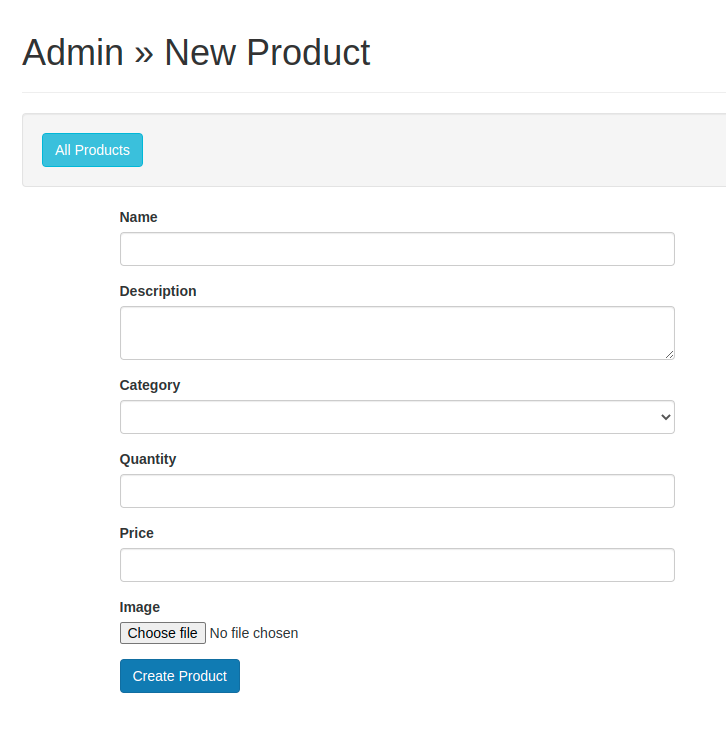 Admin » New Product
All Products
Name
Description
Category
Quantity
Price
Image
Choose file No file chosen
Create Product